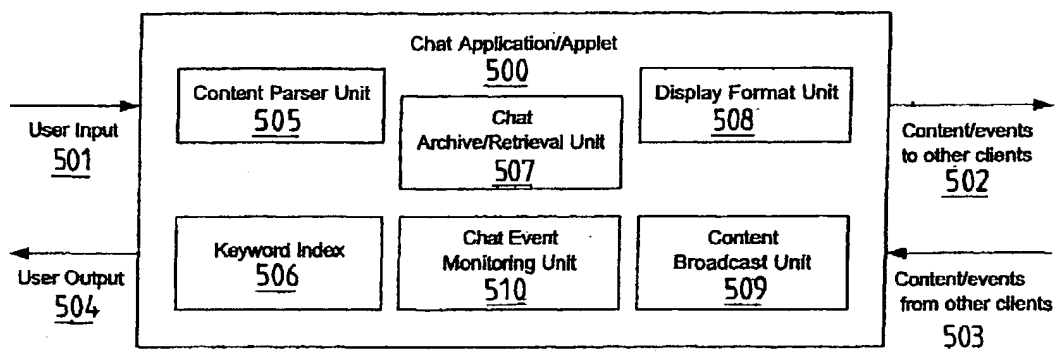 Chat Application/Applet
500
User Input
501
Content Parser Unit
505
Chat
Archive/Retrieval Unit
507
Display Format Unit
508
Content/events
to other clients
502
User Output
504
Keyword Index
506
Chat Event
Monitoring Unit
510
Content
Broadcast Unit
509
Content/events
from other clients
503